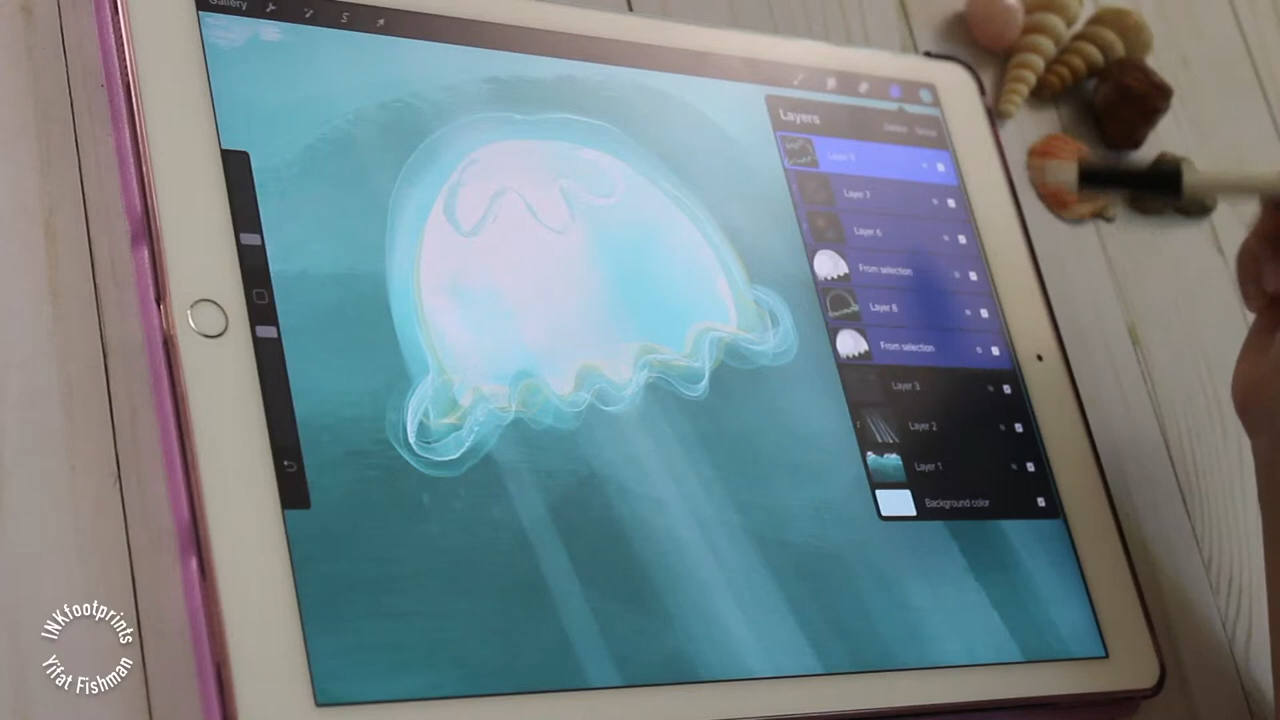 Gallery
Layers
Layer 7
Layer 6
From selection
Layer 8
From selection
Layer 3
Layer 2
Layer 1
Background color
INKfootprints
Yifat Fishman